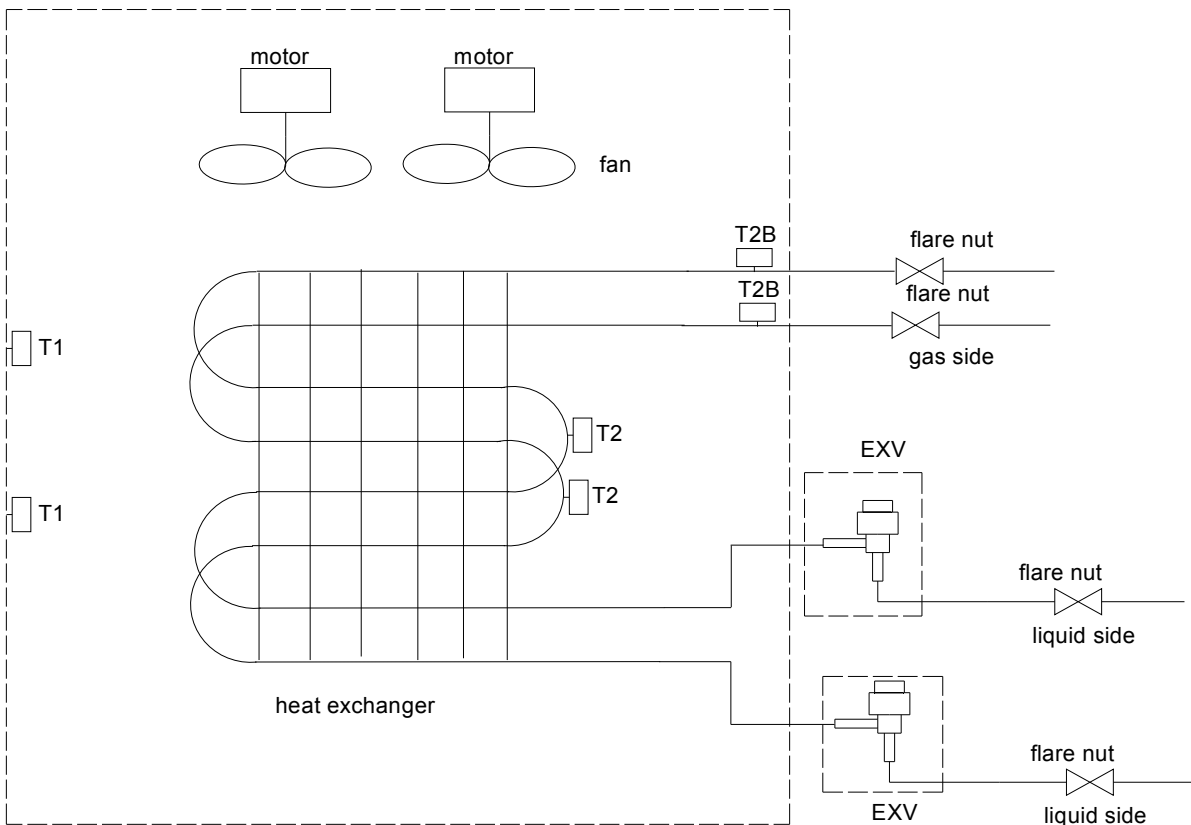 motor
motor
fan
T2B
flare nut
T2B
flare nut
gas side
T1
T2
EXV
T2
T1
flare nut
liquid side
heat exchanger
flare nut
EXV
liquid side